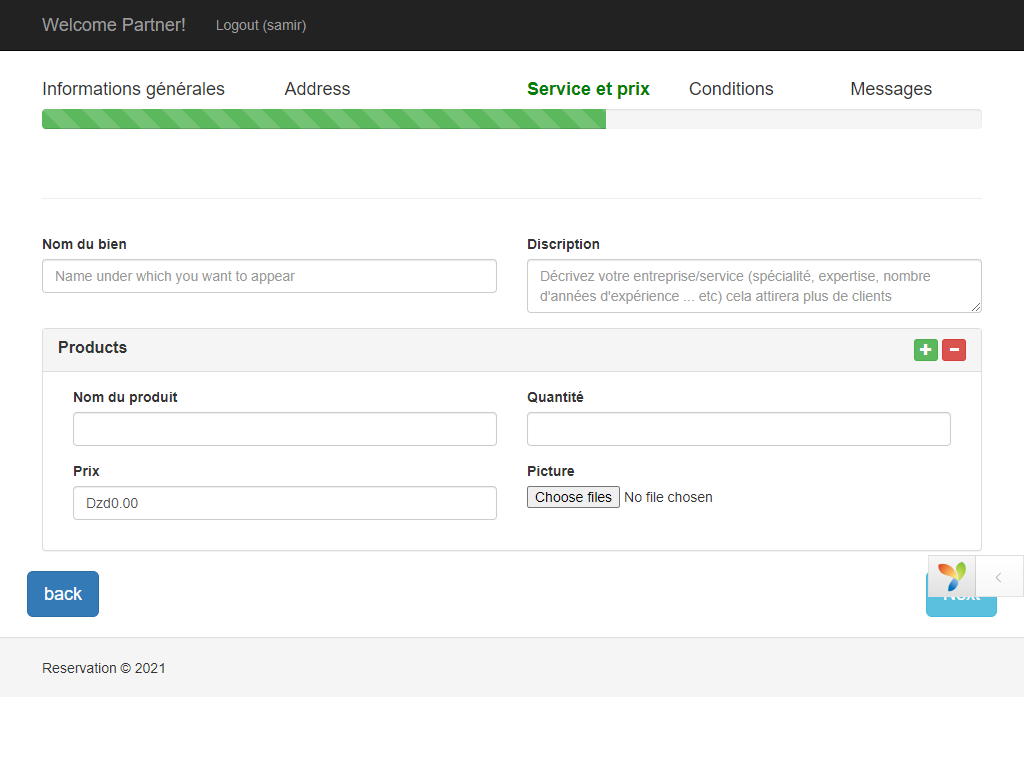 Welcome Partner! Logout (samir)
Informations générales Address Service et prix Conditions Messages
Nom du bien Discription
Name under which you want to appear
Décrivez votre entreprise/service (spécialité, expertise, nombre
d'années d'expérience ... etc) cela attirera plus de clients
Products
Nom du produit Quantité
Prix Picture
Dzd0.00
Choose files No file chosen
back Next
Reservation © 2021